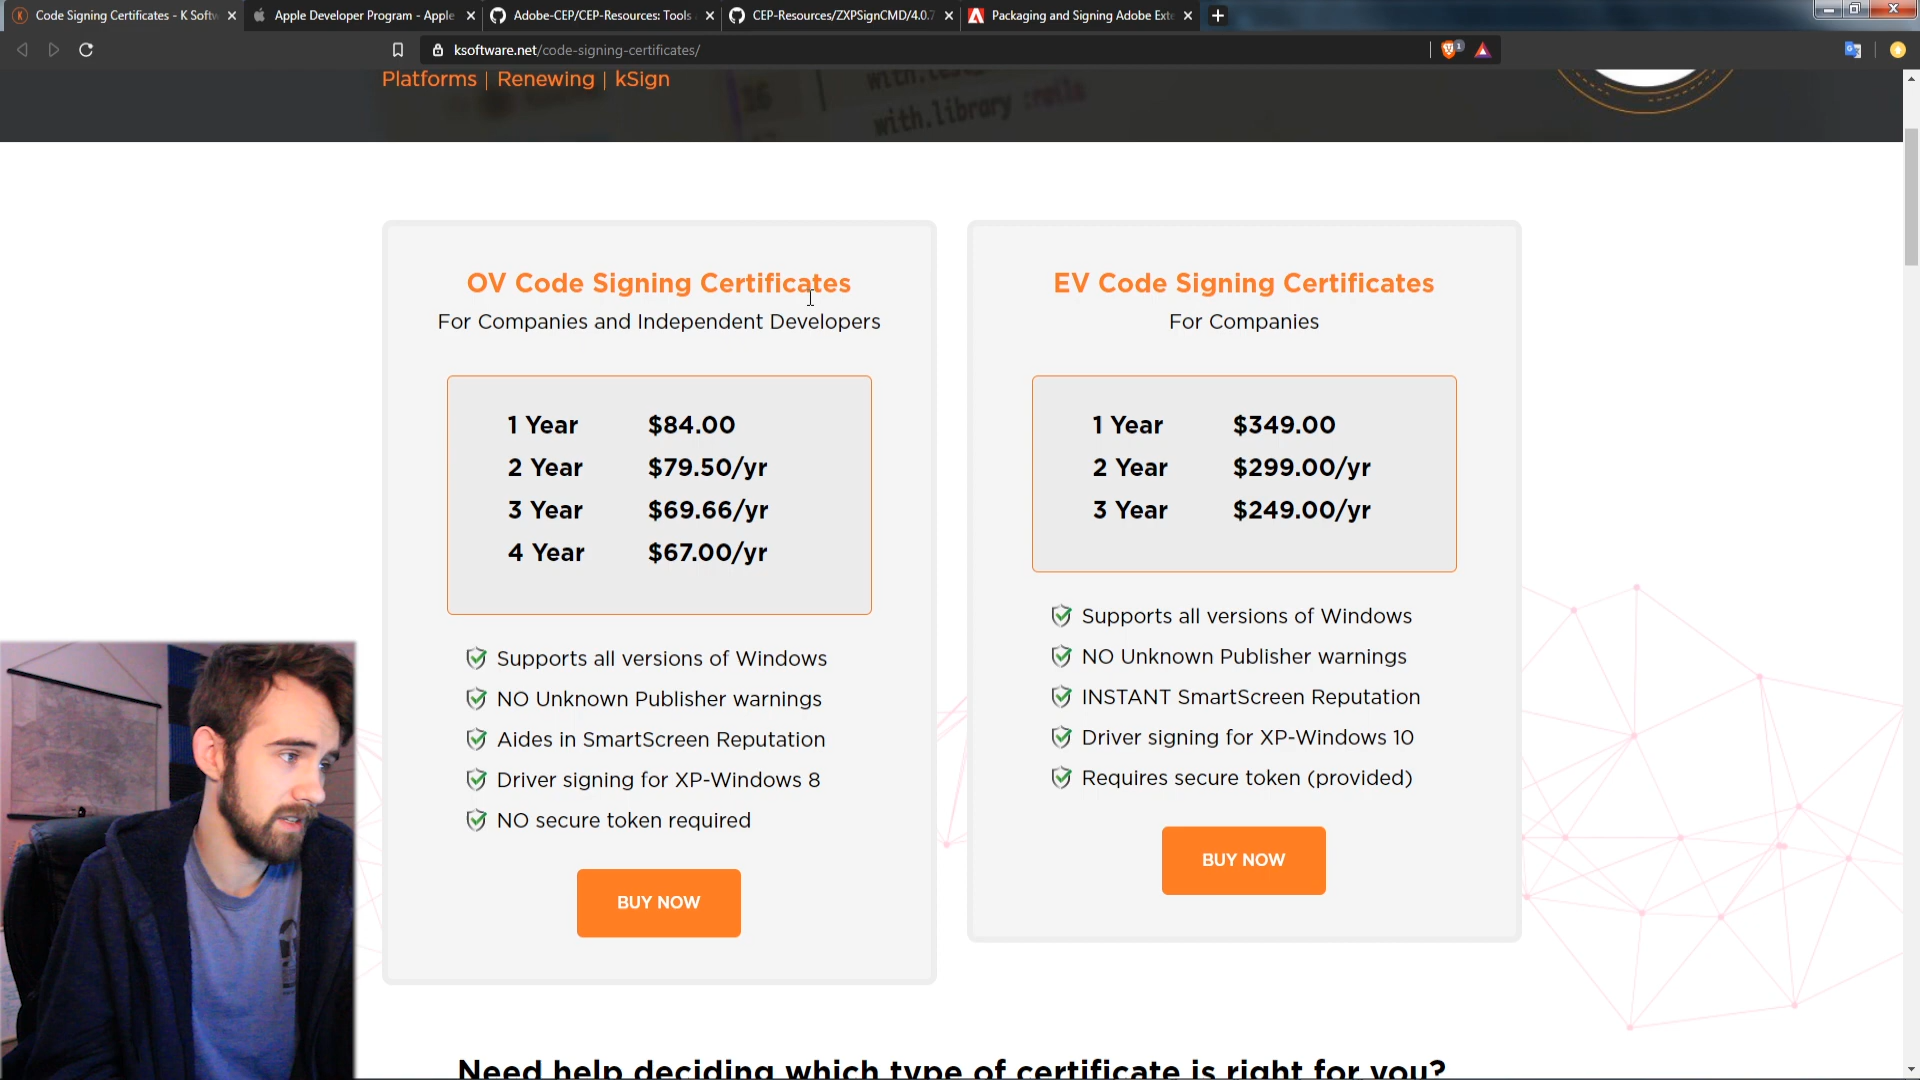 Code Signing Certificates - K Softw
Apple Developer Program - Apple
Adobe-CEP/CEP-Resources: Tools
CEP-Resources/ZXPSignCMD/4.0.7
Packaging and Signing Adobe Exte
ksoftware.net/code-signing-certificates/
1
Platforms | Renewing | kSign
16
with.library :rails
OV Code Signing Certificates
For Companies and Independent Developers
1 Year $84.00
2 Year $79.50/yr
3 Year $69.66/yr
4 Year $67.00/yr
Supports all versions of Windows
NO Unknown Publisher warnings
Aides in SmartScreen Reputation
Driver signing for XP-Windows 8
NO secure token required
BUY NOW
EV Code Signing Certificates
For Companies
1 Year $349.00
2 Year $299.00/yr
3 Year $249.00/yr
Supports all versions of Windows
NO Unknown Publisher warnings
INSTANT SmartScreen Reputation
Driver signing for XP-Windows 10
Requires secure token (provided)
BUY NOW
Need help deciding which type of certificate is right for you?